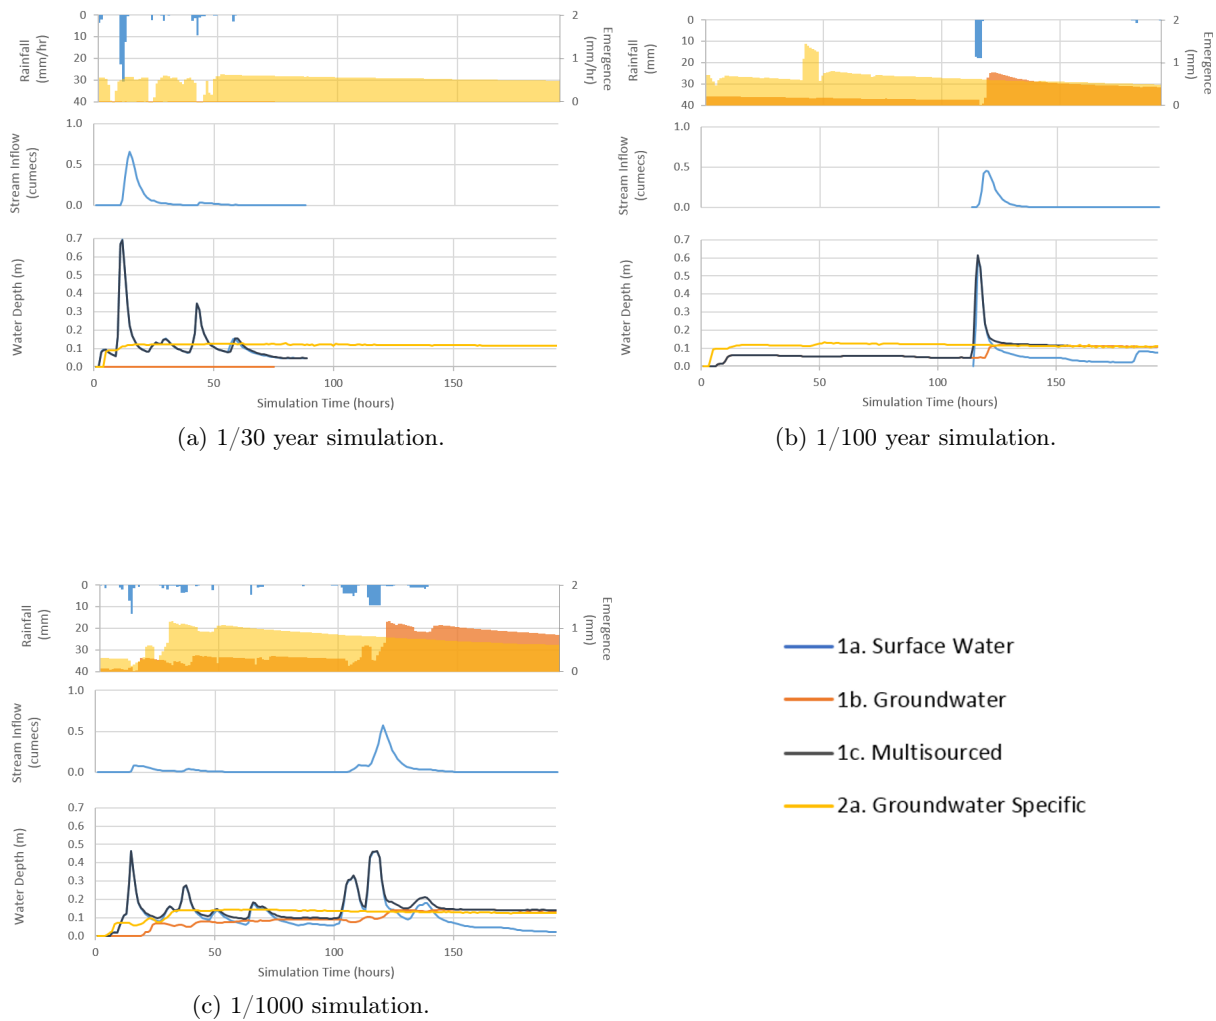 0
10
20
30
40
Rainfall
(mm/hr)
2
1
0
Emergence
(mm/hr)
1.0
0.5
0.0
Stream Inflow
(cumecs)
0.7
0.6
0.5
0.4
0.3
0.2
0.1
0.0
Water Depth (m)
0 50 100 150
Simulation Time (hours)
(a) 1/30 year simulation.
0
10
20
30
40
Rainfall
(mm)
2
1
0
Emergence
(mm)
1.0
0.5
0.0
Stream Inflow
(cumecs)
0.7
0.6
0.5
0.4
0.3
0.2
0.1
0.0
Water Depth (m)
0 50 100 150
Simulation Time (hours)
(b) 1/100 year simulation.
0
10
20
30
40
Rainfall
(mm)
2
1
0
Emergence
(mm)
1.0
0.5
0.0
Stream Inflow
(cumecs)
0.7
0.6
0.5
0.4
0.3
0.2
0.1
0.0
Water Depth (m)
0 50 100 150
Simulation Time (hours)
(c) 1/1000 simulation.
1a. Surface Water
1b. Groundwater
1c. Multisourced
2a. Groundwater Specific